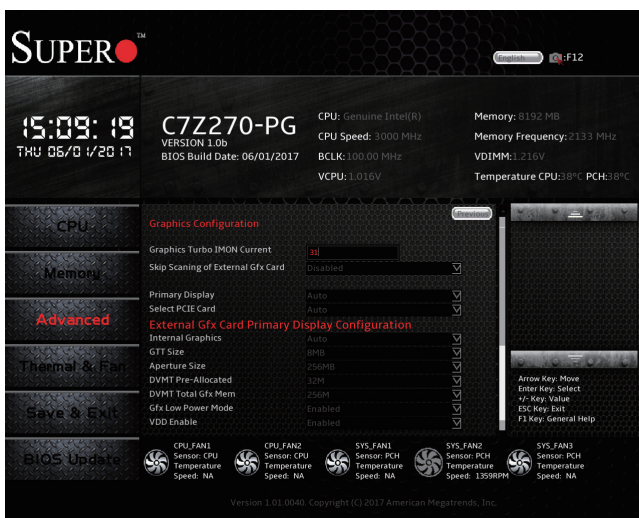 SUPER TM
English :F12
15:09:19
THU 06/01/2017
C7Z270-PG
VERSION 1.0b
BIOS Build Date: 06/01/2017
CPU: Genuine Intel(R)
CPU Speed: 3000 MHz
BCLK:100.00 MHz
VCPU:1.016V
Memory: 8192 MB
Memory Frequency:2133 MHz
VDIMM:1.216V
Temperature CPU:38°C PCH:38°C
CPU
Memory
Advanced
Thermal & Fan
Save & Exit
BIOS Update
Previous
Graphics Configuration
Graphics Turbo IMON Current 31
Skip Scaning of External Gfx Card Disabled
Primary Display Auto
Select PCIE Card Auto
External Gfx Card Primary Display Configuration
Internal Graphics Auto
GTT Size 8MB
Aperture Size 256MB
DVMT Pre-Allocated 32M
DVMT Total Gfx Mem 256M
Gfx Low Power Mode Enabled
VDD Enable Enabled
Arrow Key: Move
Enter Key: Select
+/- Key: Value
ESC Key: Exit
F1 Key: General Help
CPU_FAN1
Sensor: CPU
Temperature
Speed: NA
CPU_FAN2
Sensor: CPU
Temperature
Speed: NA
SYS_FAN1
Sensor: PCH
Temperature
Speed: NA
SYS_FAN2
Sensor: PCH
Temperature
Speed: 1359RPM
SYS_FAN3
Sensor: PCH
Temperature
Speed: NA
Version 1.01.0040. Copyright (C) 2017 American Megatrends, Inc.